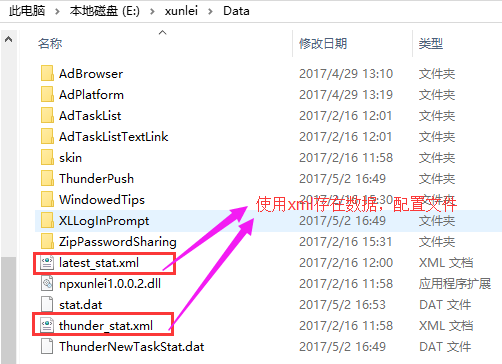 此电脑 › 本地磁盘 (E:) › xunlei › Data
名称 修改日期 类型
AdBrowser 2017/4/29 13:10 文件夹
AdPlatform 2017/4/29 13:19 文件夹
AdTaskList 2017/2/16 12:01 文件夹
AdTaskListTextLink 2017/2/16 12:01 文件夹
skin 2017/2/16 11:58 文件夹
ThunderPush 2017/5/2 16:49 文件夹
WindowedTips 文件夹
使用xml存在数据，配置文件
XLLogInPrompt 2017/5/2 16:49 文件夹
ZipPasswordSharing 2017/2/16 15:31 文件夹
latest_stat.xml 2017/2/16 12:00 XML 文档
npxunlei1.0.0.2.dll 2017/2/16 11:58 应用程序扩展
stat.dat 2017/5/2 16:53 DAT 文件
thunder_stat.xml 2017/2/16 11:58 XML 文档
ThunderNewTaskStat.dat 2017/5/2 16:49 DAT 文件